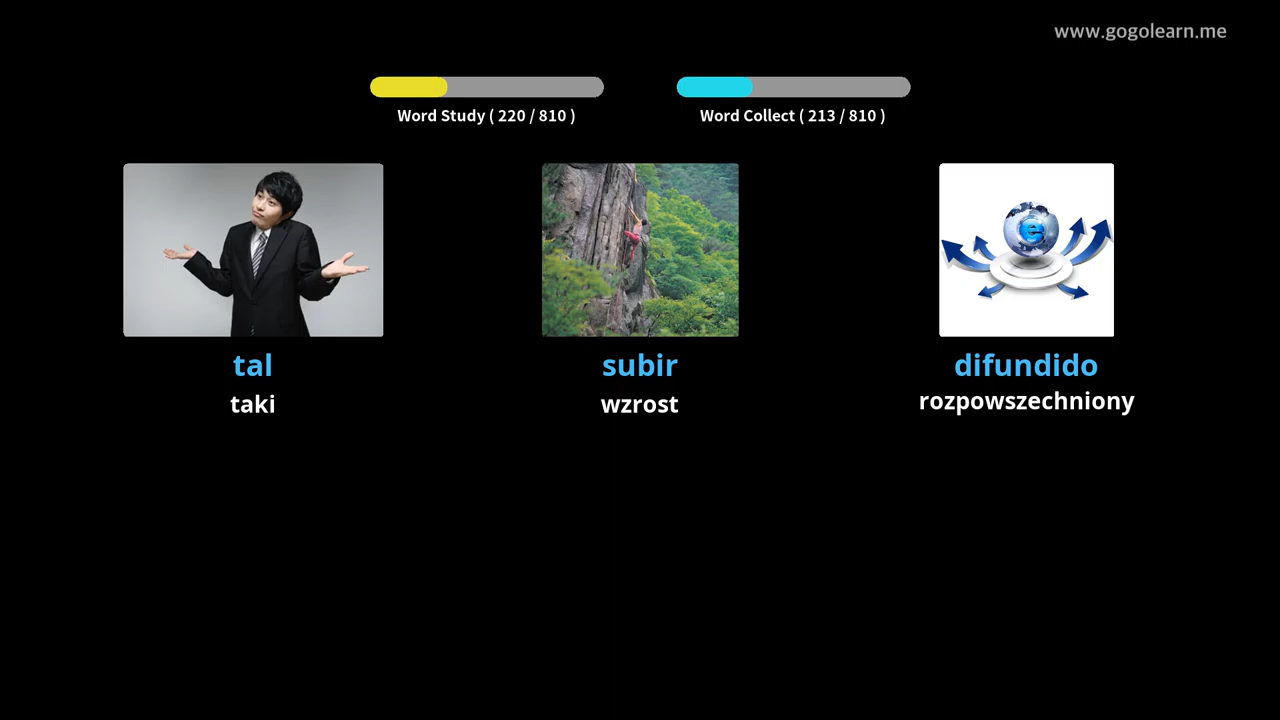 www.gogolearn.me
Word Study ( 220 / 810 )
Word Collect ( 213 / 810 )
tal
subir
difundido
taki
wzrost
rozpowszechniony